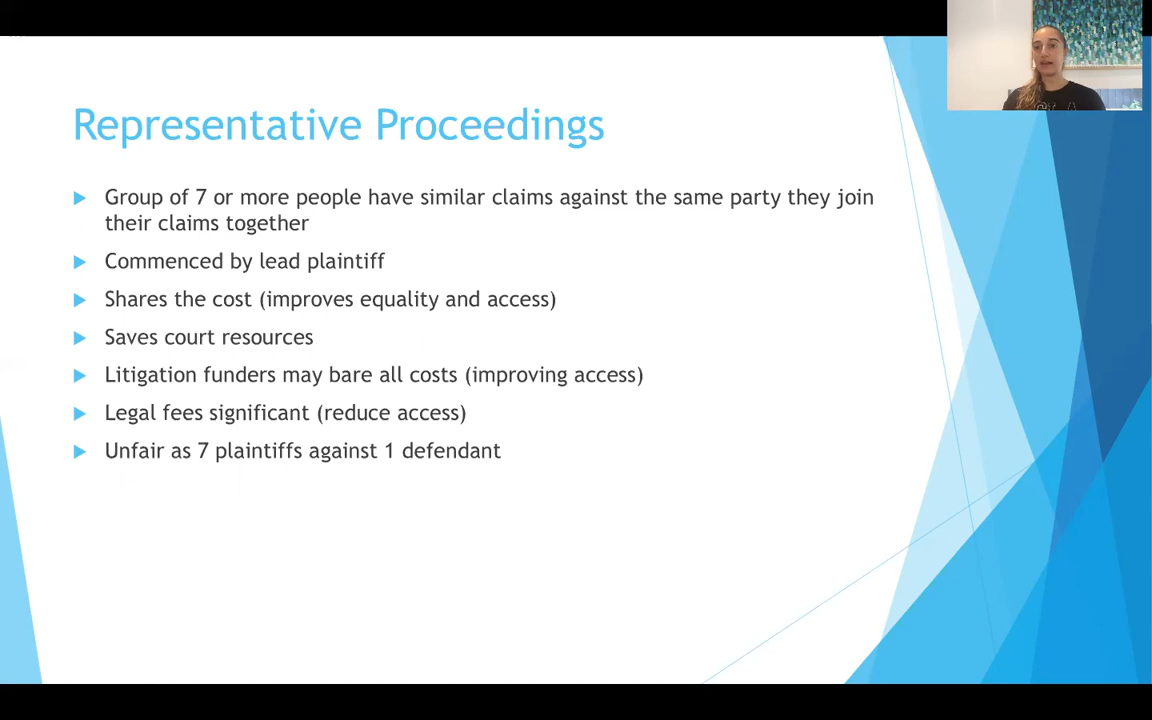 Representative Proceedings
Group of 7 or more people have similar claims against the same party they join
their claims together
Commenced by lead plaintiff
Shares the cost (improves equality and access)
Saves court resources
Litigation funders may bare all costs (improving access)
Legal fees significant (reduce access)
Unfair as 7 plaintiffs against 1 defendant